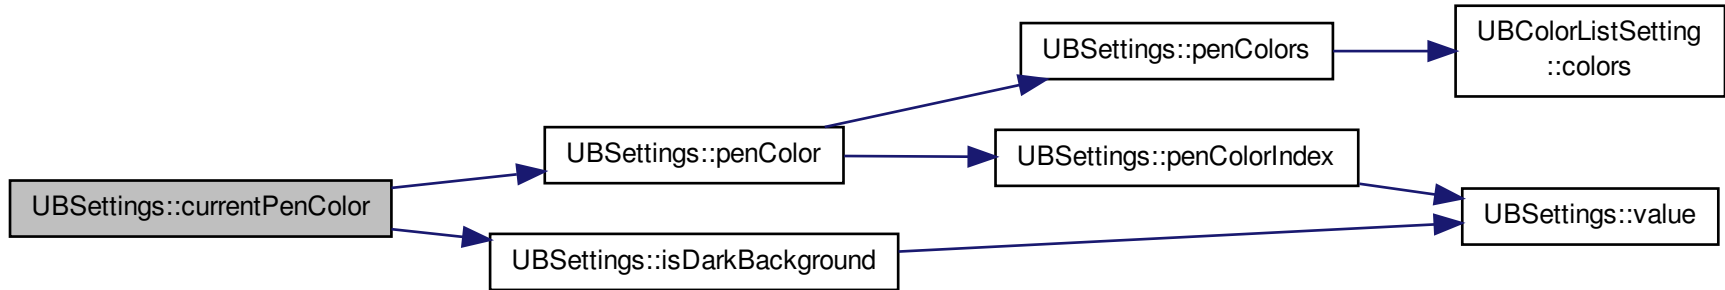 UBSettings::currentPenColor
UBSettings::penColor
UBSettings::isDarkBackground
UBSettings::penColors
UBSettings::penColorIndex
UBColorListSetting
::colors
UBSettings::value